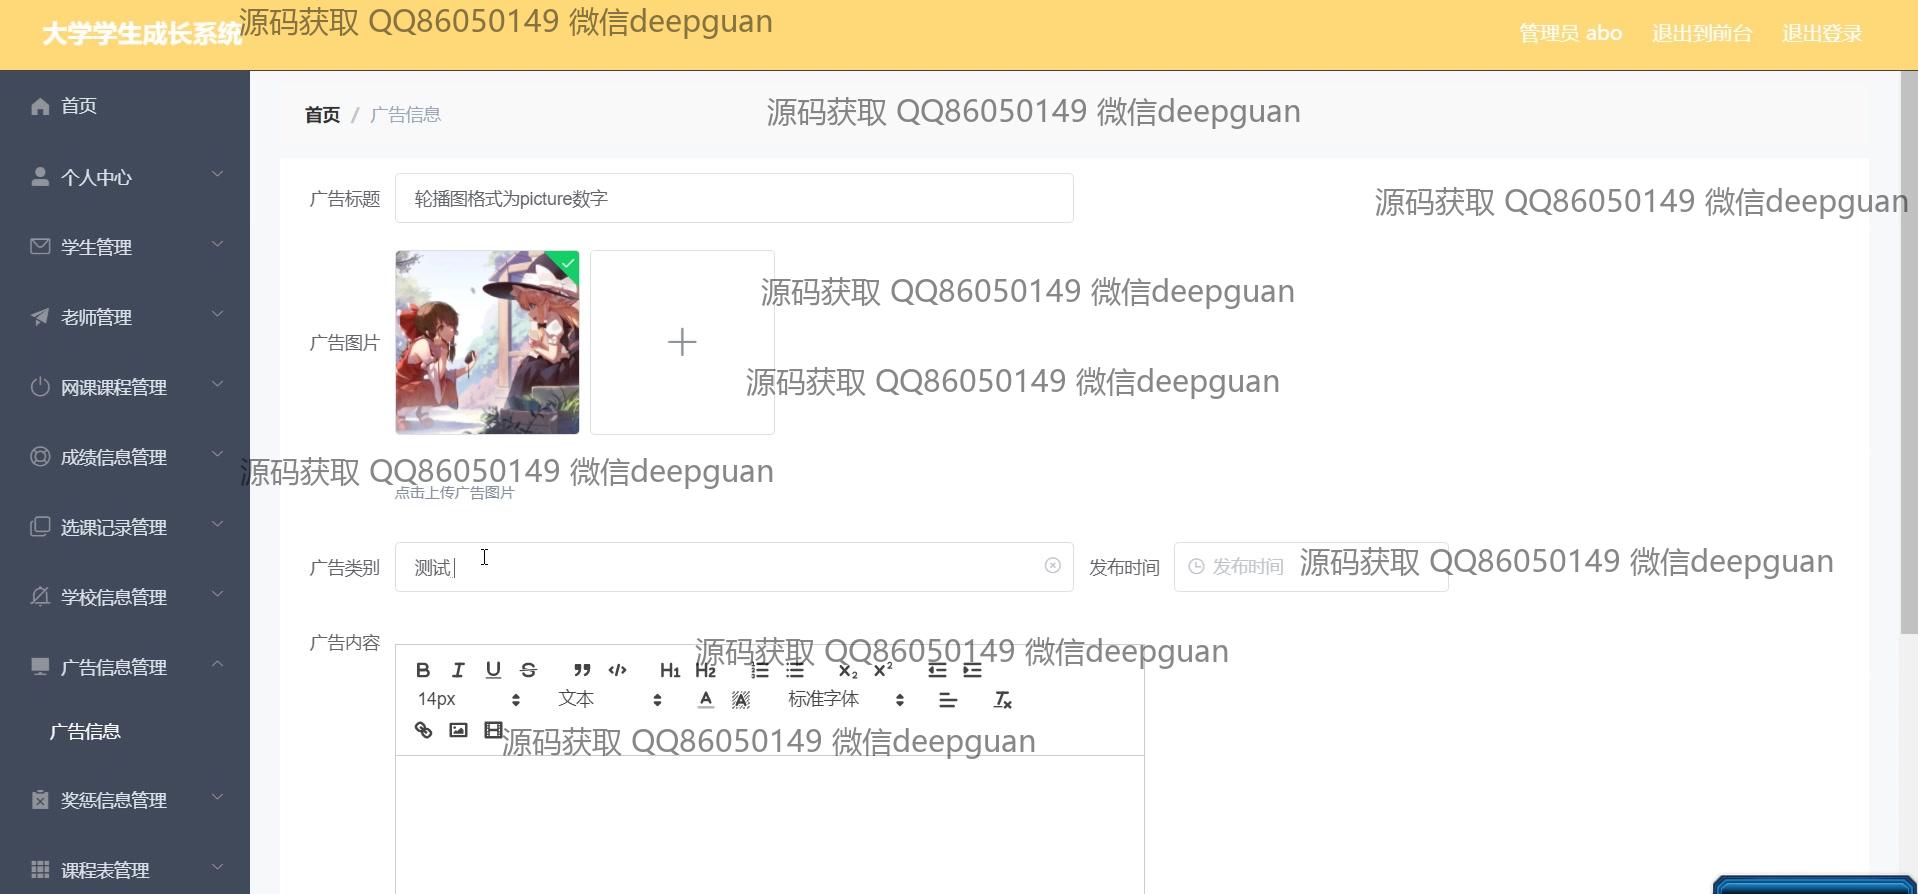 大学学生成长系统
源码获取 QQ86050149 微信deepguan
管理员 abo
退出到前台
退出登录
首页
个人中心
学生管理
老师管理
网课课程管理
成绩信息管理
选课记录管理
学校信息管理
广告信息管理
广告信息
奖惩信息管理
课程表管理
首页 / 广告信息
源码获取 QQ86050149 微信deepguan
广告标题
轮播图格式为picture数字
源码获取 QQ86050149 微信deepguan
广告图片
源码获取 QQ86050149 微信deepguan
源码获取 QQ86050149 微信deepguan
源码获取 QQ86050149 微信deepguan
点击上传广告图片
广告类别
测试
发布时间
发布时间
源码获取 QQ86050149 微信deepguan
广告内容
源码获取 QQ86050149 微信deepguan
B I U S H1 H2 X2 X2
14px 文本 A A 标准字体 Tx
源码获取 QQ86050149 微信deepguan